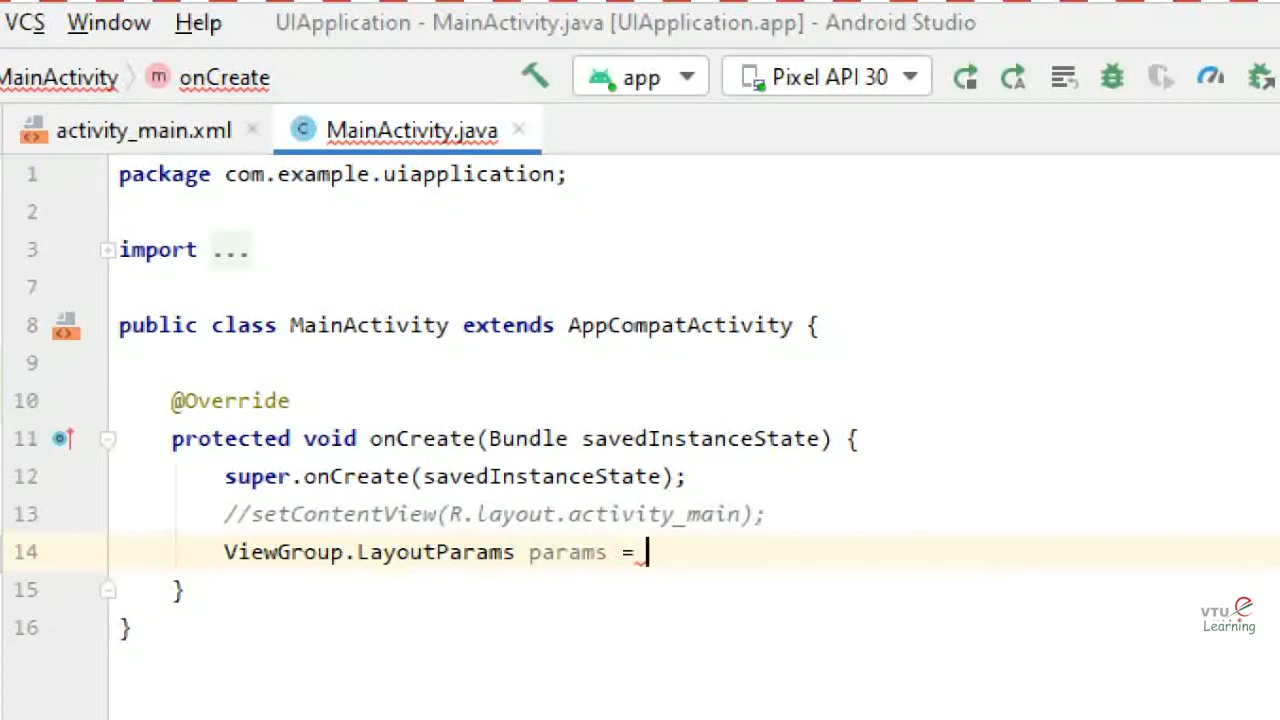 VCS Window Help UIApplication - MainActivity.java [UIApplication.app] - Android Studio
MainActivity m onCreate app Pixel API 30
activity_main.xml C MainActivity.java
1 package com.example.uiapplication;
2
3 import ...
7
8 public class MainActivity extends AppCompatActivity {
9
10 @Override
11 protected void onCreate(Bundle savedInstanceState) {
12 super.onCreate(savedInstanceState);
13 //setContentView(R.layout.activity_main);
14 ViewGroup.LayoutParams params =
15 }
16 }
VTU e
Learning